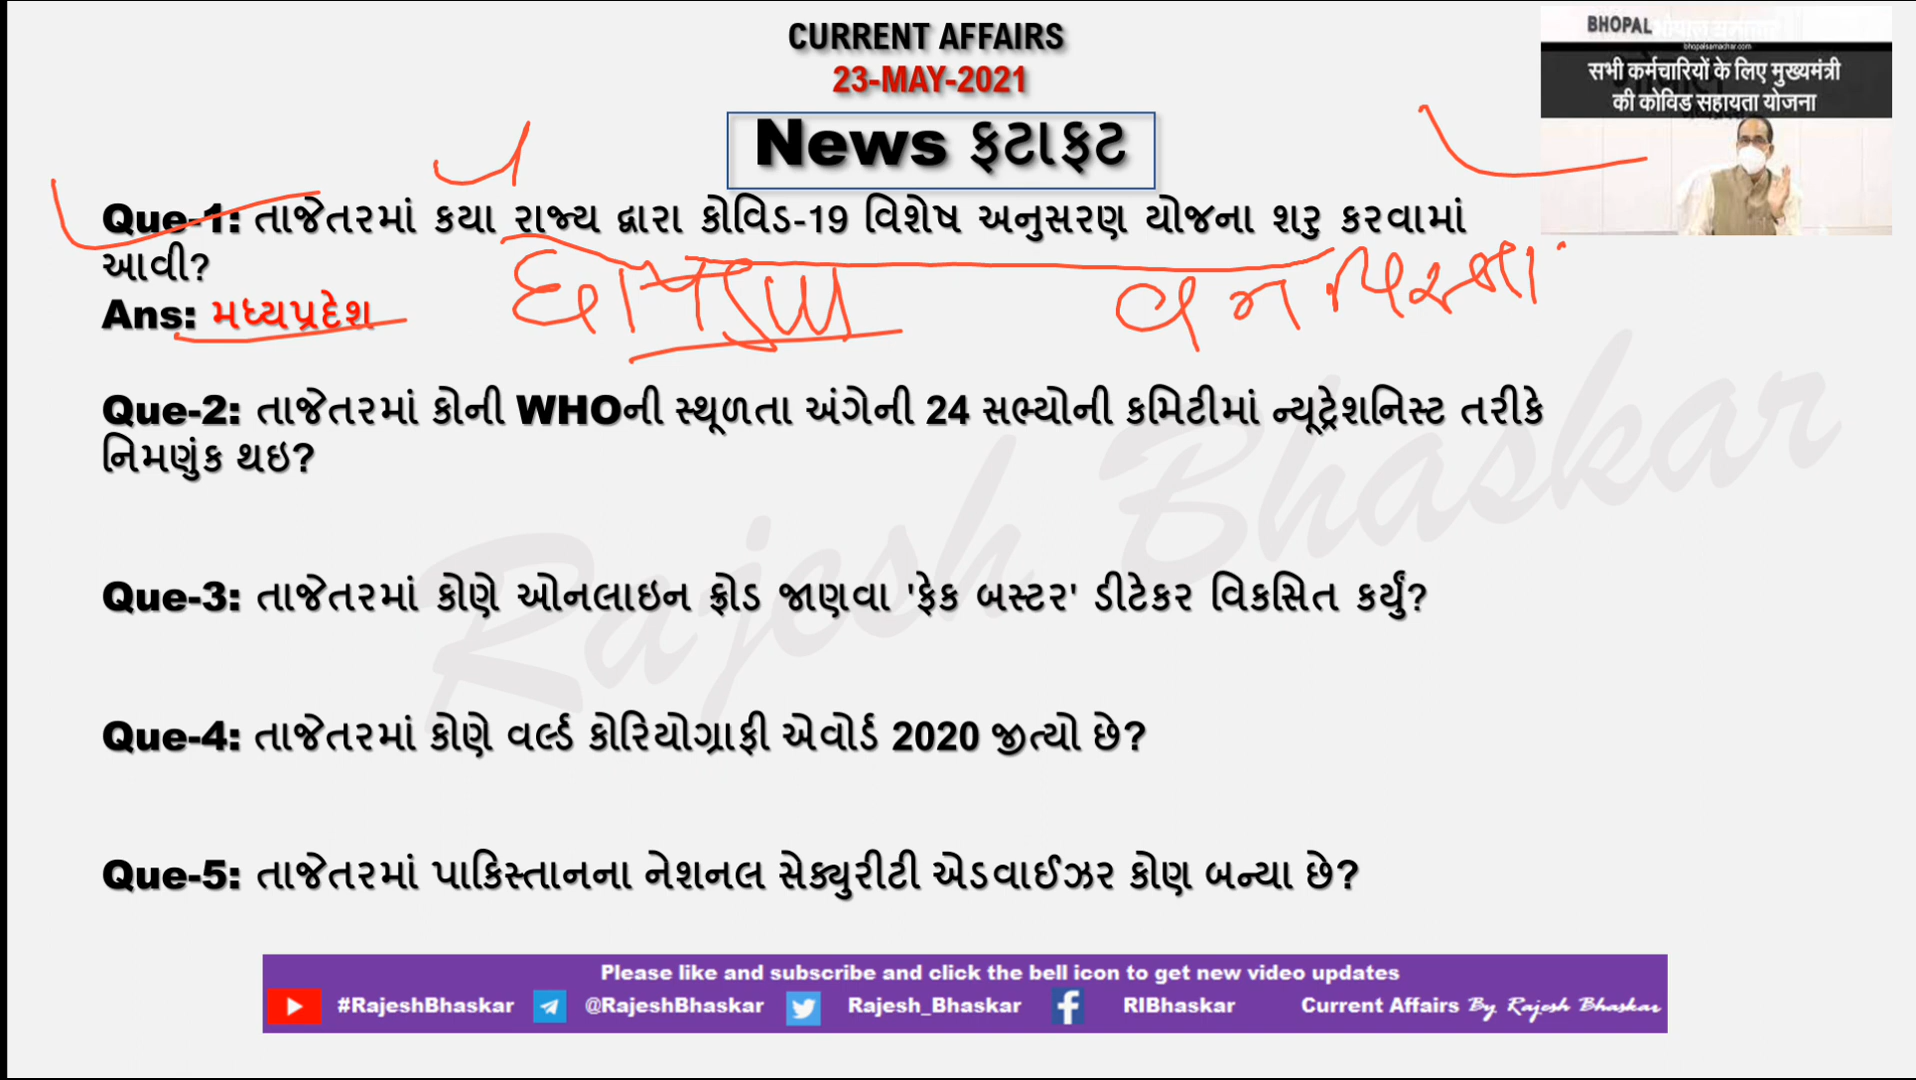 CURRENT AFFAIRS
23-MAY-2021
News ફટાફટ
BHOPAL
bhopalsamachar.com
सभी कर्मचारियों के लिए मुख्यमंत्री
की कोविड सहायता योजना
Que-1: તાજેતરમાં કયા રાજ્ય દ્વારા કોવિડ-19 વિશેષ અનુસરણ યોજના શરુ કરવામાં
આવી?
Ans: મધ્યપ્રદેશ
Que-2: તાજેતરમાં કોની WHOની સ્થૂળતા અંગેની 24 સભ્યોની કમિટીમાં ન્યૂટ્રેશનિસ્ટ તરીકે
નિમણુંક થઇ?
Que-3: તાજેતરમાં કોણે ઓનલાઇન ફ્રોડ જાણવા 'ફેક બસ્ટર' ડીટેકર વિકસિત કર્યું?
Que-4: તાજેતરમાં કોણે વર્લ્ડ કોરિયોગ્રાફી એવોર્ડ 2020 જીત્યો છે?
Que-5: તાજેતરમાં પાકિસ્તાનના નેશનલ સેક્યુરીટી એડવાઈઝર કોણ બન્યા છે?
Rajesh Bhaskar
Please like and subscribe and click the bell icon to get new video updates
#RajeshBhaskar @RajeshBhaskar Rajesh_Bhaskar RIBhaskar Current Affairs By Rajesh Bhaskar